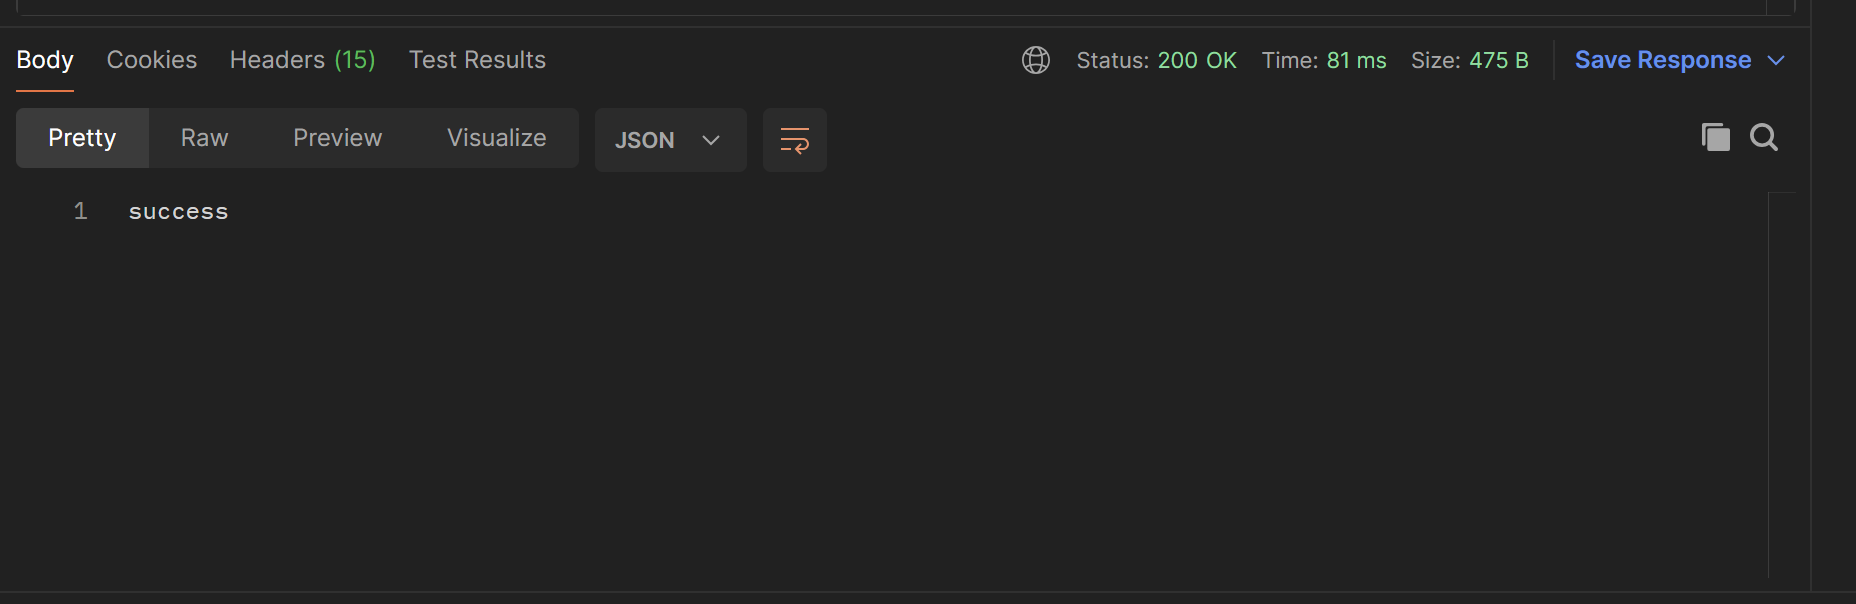 Body Cookies Headers (15) Test Results Status: 200 OK Time: 81 ms Size: 475 B Save Response
Pretty Raw Preview Visualize JSON
1 success